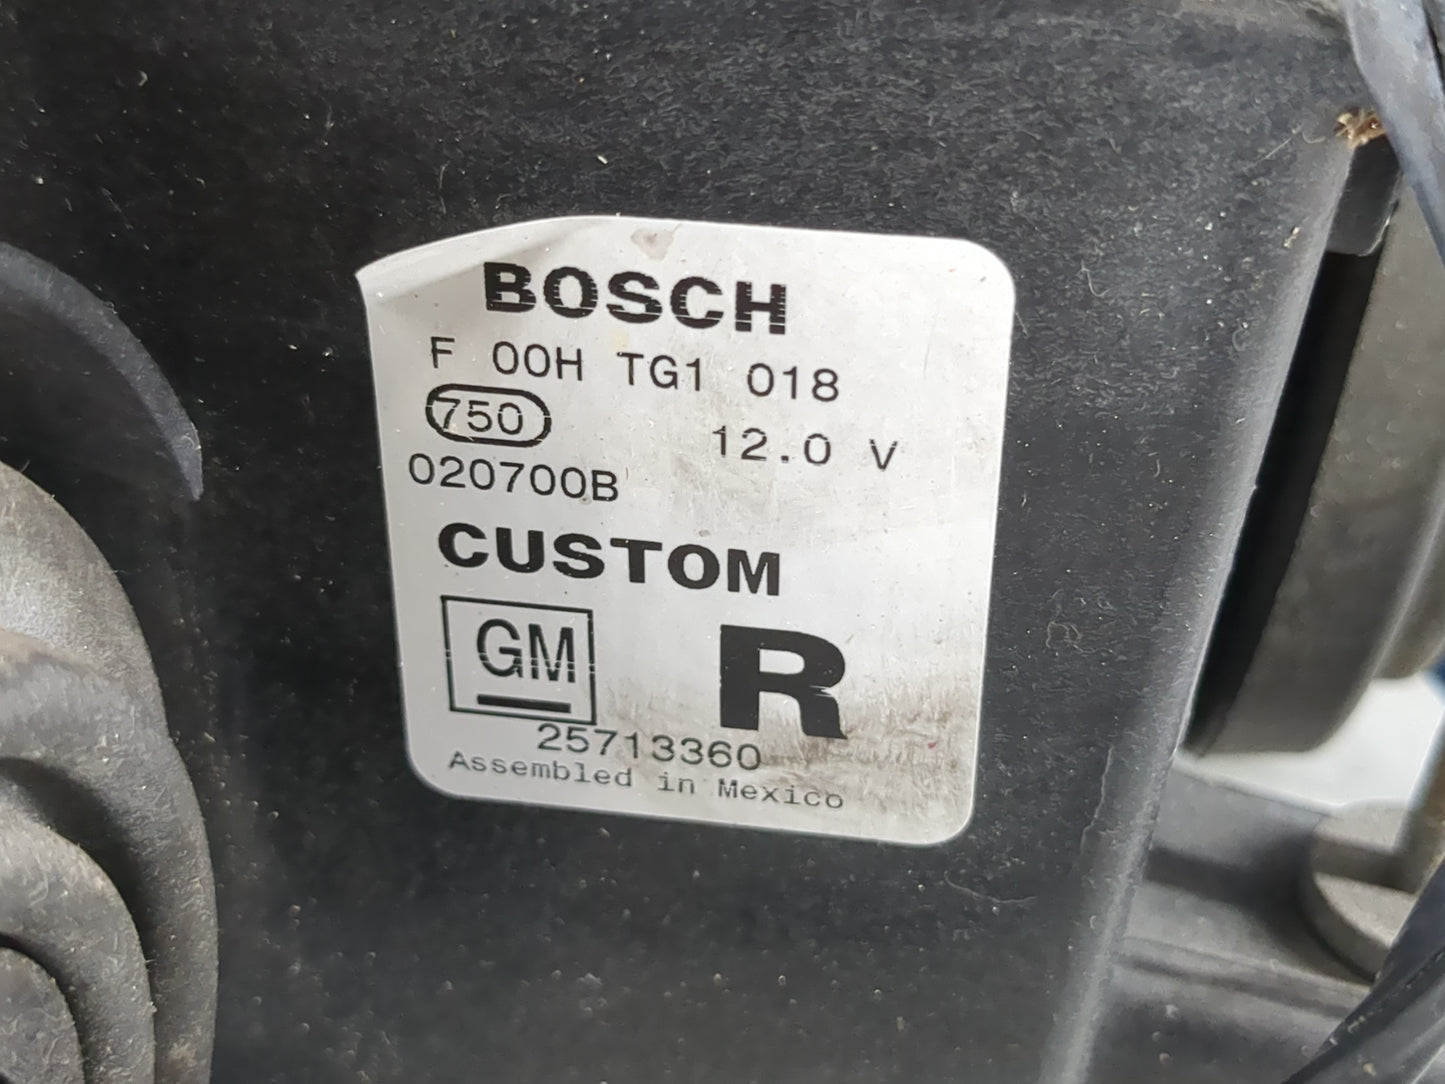 BOSCH
F 00H TG1 018
750 12.0 V
020700B
CUSTOM
GM R
25713360
Assembled in Mexico